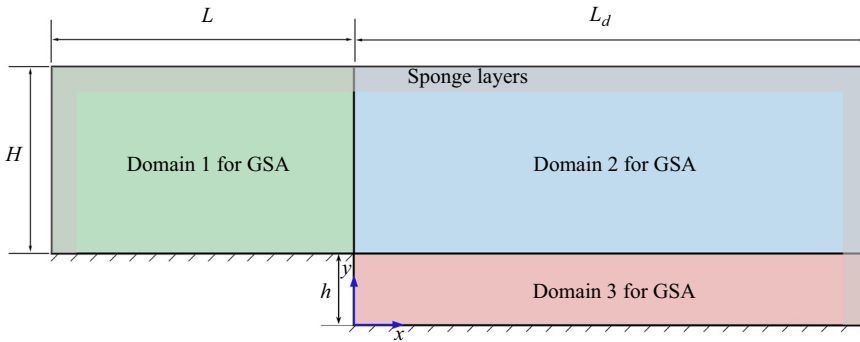 L
L_d
Sponge layers
H
Domain 1 for GSA
Domain 2 for GSA
h
y
Domain 3 for GSA
x